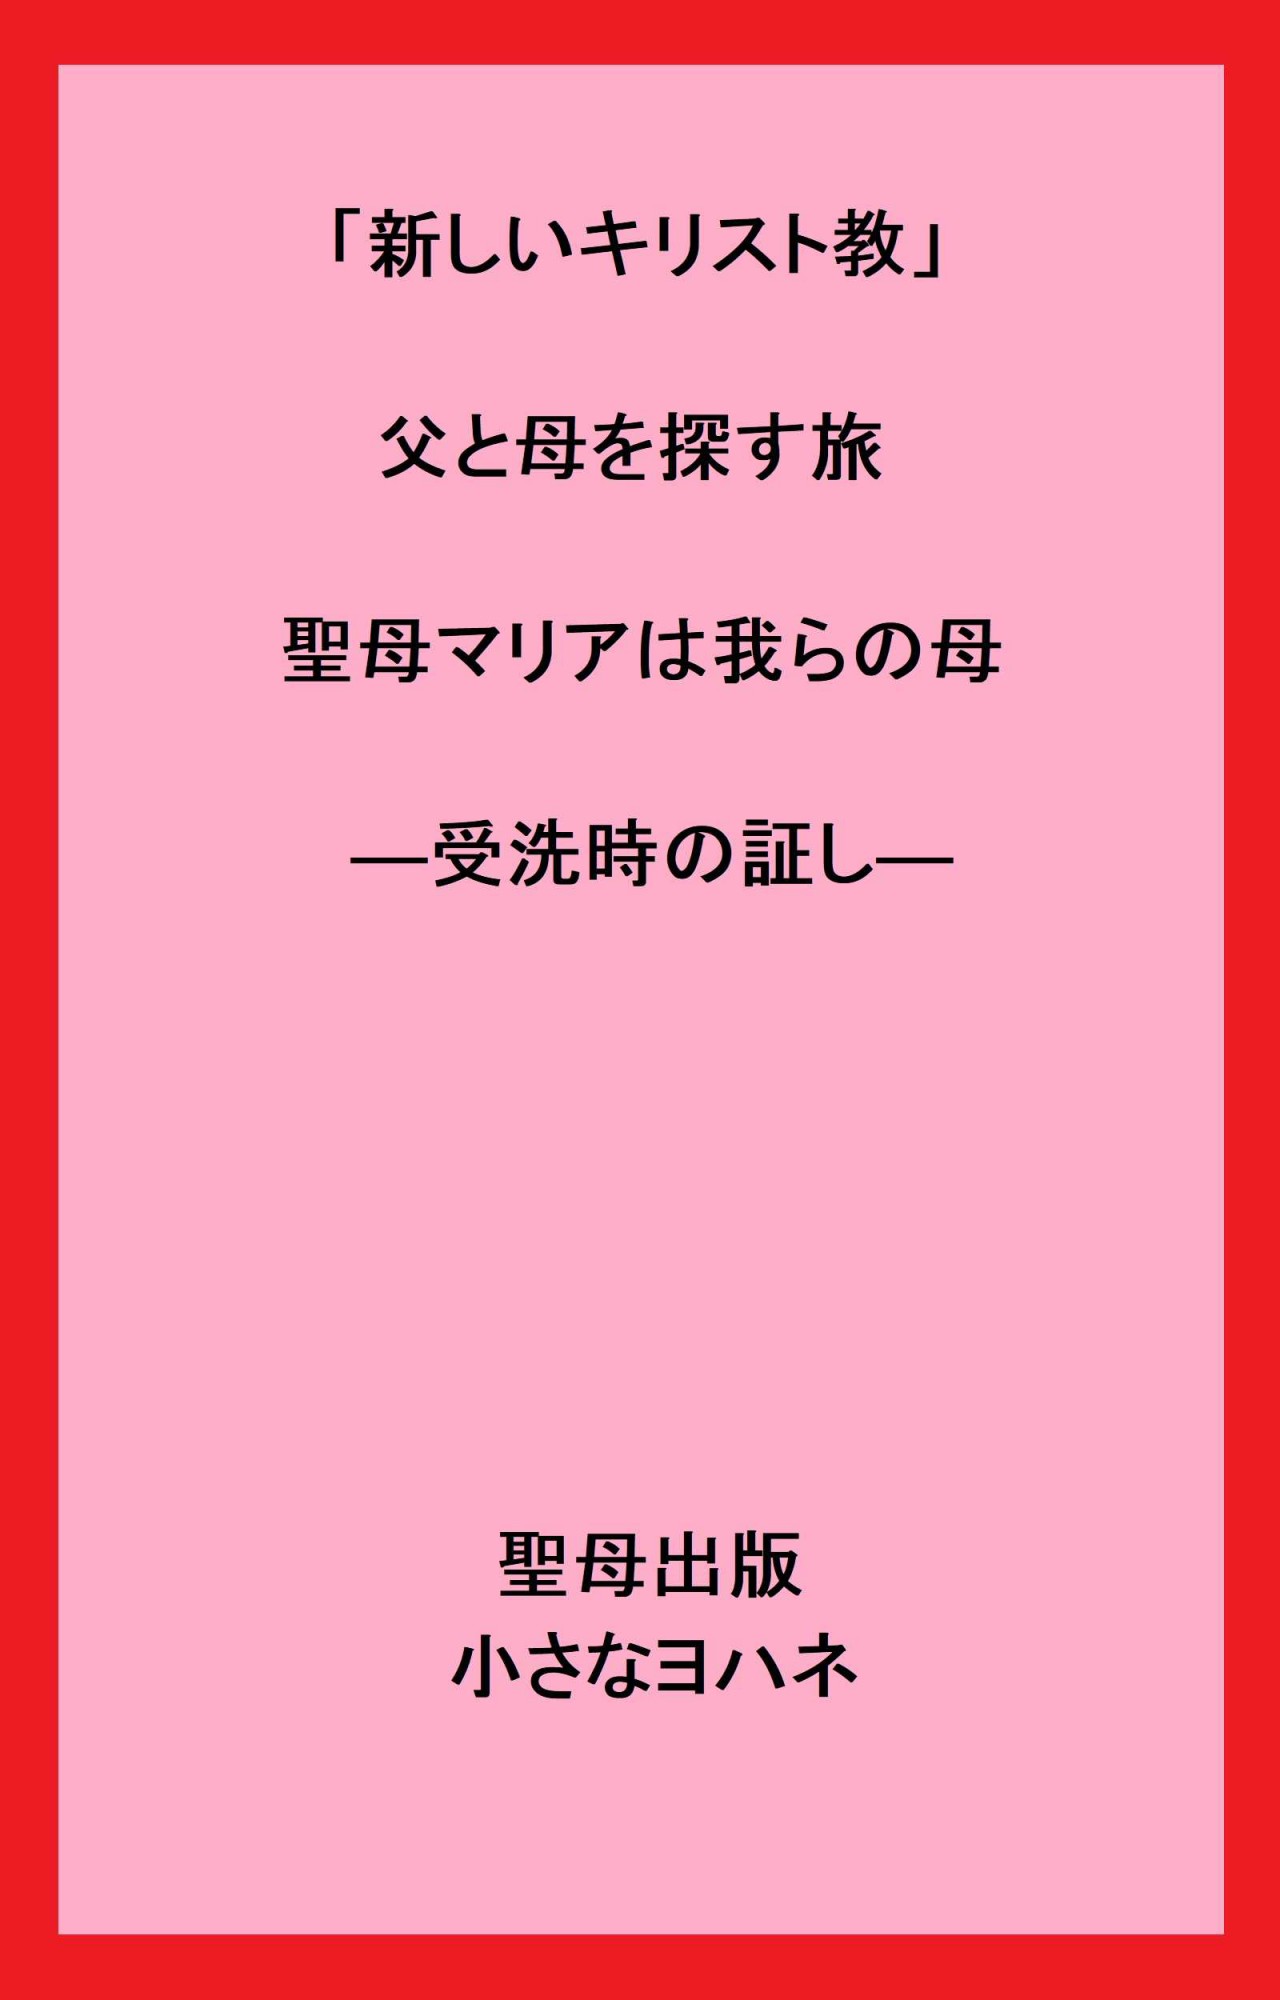 「新しいキリスト教」
父と母を探す旅
聖母マリアは我らの母
―受洗時の証し―
聖母出版
小さなヨハネ